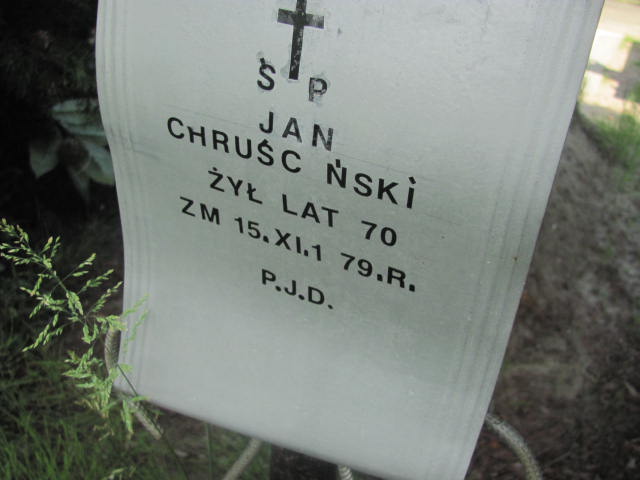 Ś P
JAN
CHRUŚC ŃSKI
ŻYŁ LAT 70
ZM 15.XI.1 79.R.
P.J.D.